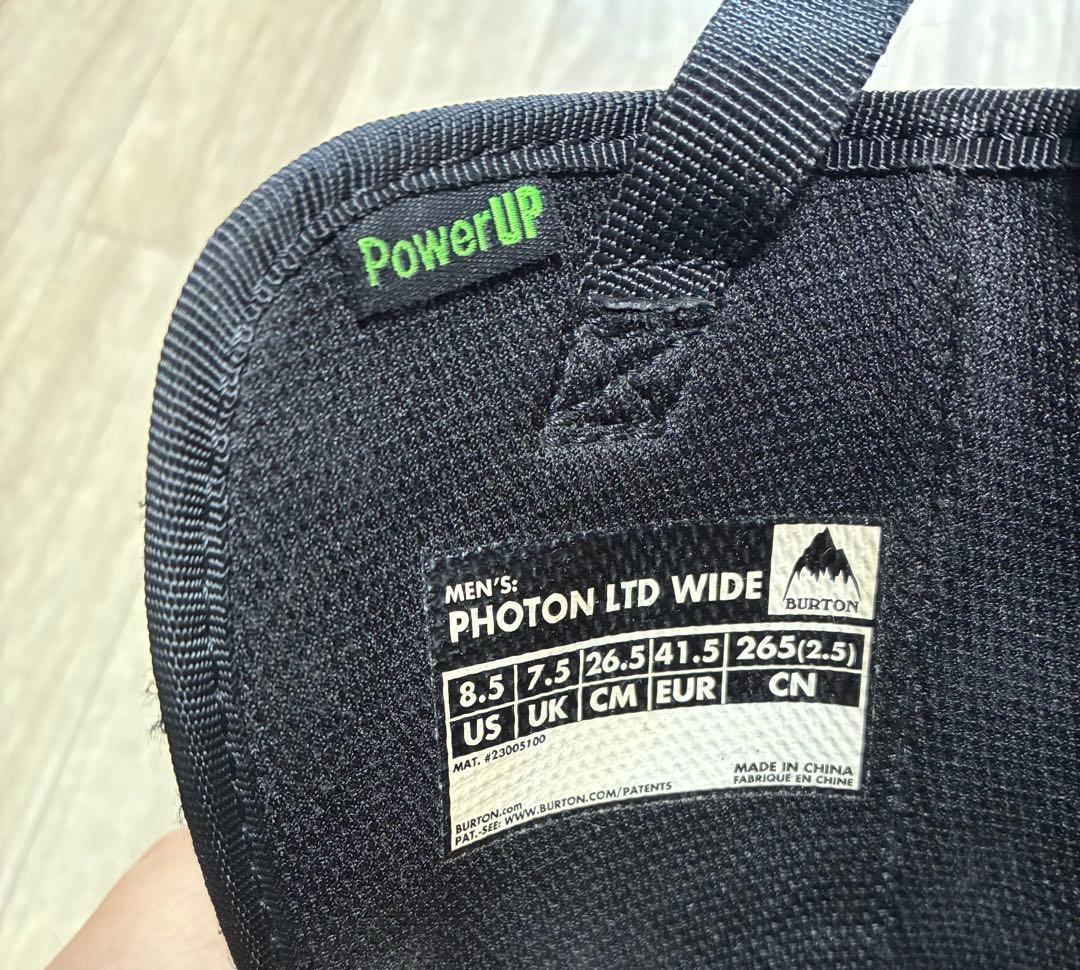 PowerUP
MEN'S:
PHOTON LTD WIDE
BURTON
8.5 7.5 26.5 41.5 265(2.5)
US UK CM EUR CN
MAT. #23005100
MADE IN CHINA
FABRIQUE EN CHINE
BURTON.com
PAT.-SEE: WWW.BURTON.COM/PATENTS